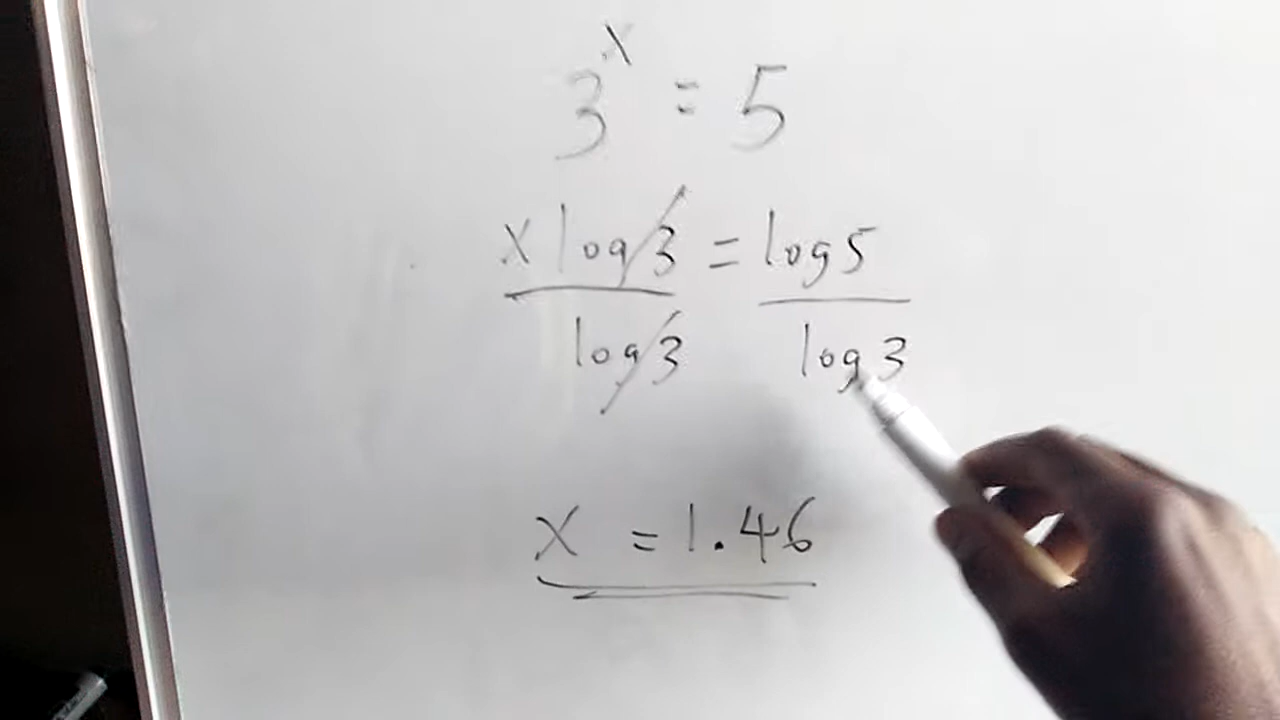 3^x = 5
x log 3 = log 5
log 3 log 3
x = 1.46